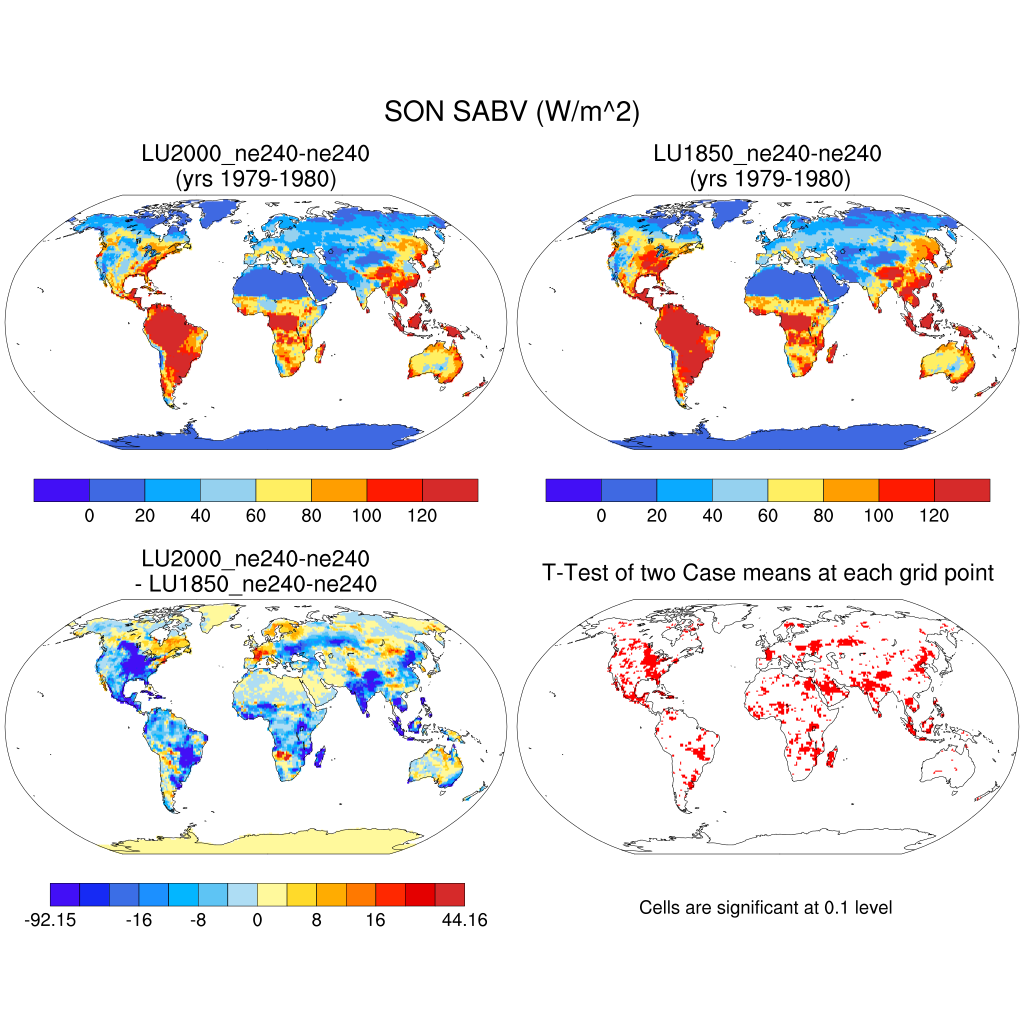 SON SABV (W/m^2)
LU2000_ne240-ne240
(yrs 1979-1980)
LU1850_ne240-ne240
(yrs 1979-1980)
0 20 40 60 80 100 120
0 20 40 60 80 100 120
LU2000_ne240-ne240
- LU1850_ne240-ne240
T-Test of two Case means at each grid point
-92.15 -16 -8 0 8 16 44.16
Cells are significant at 0.1 level